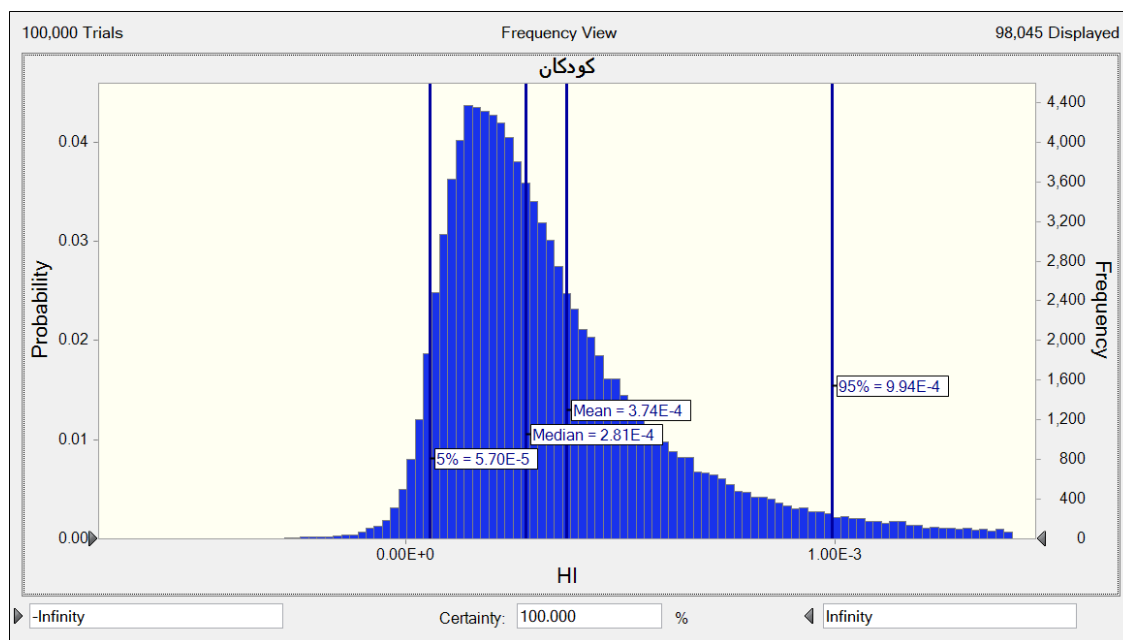 100,000 Trials Frequency View 98,045 Displayed
کودکان
Probability
0.04
0.03
0.02
0.01
0.00
Frequency
4,400
4,000
3,600
3,200
2,800
2,400
2,000
1,600
1,200
800
400
0
95% = 9.94E-4
Mean = 3.74E-4
Median = 2.81E-4
5% = 5.70E-5
0.00E+0 1.00E-3
HI
-Infinity Certainty: 100.000 % Infinity